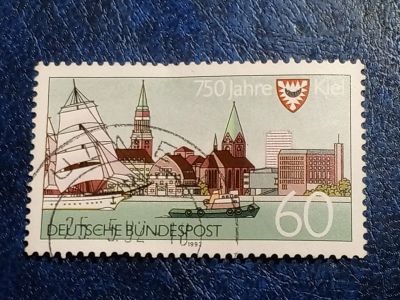 750 Jahre Kiel
60
DEUTSCHE BUNDESPOST
1992